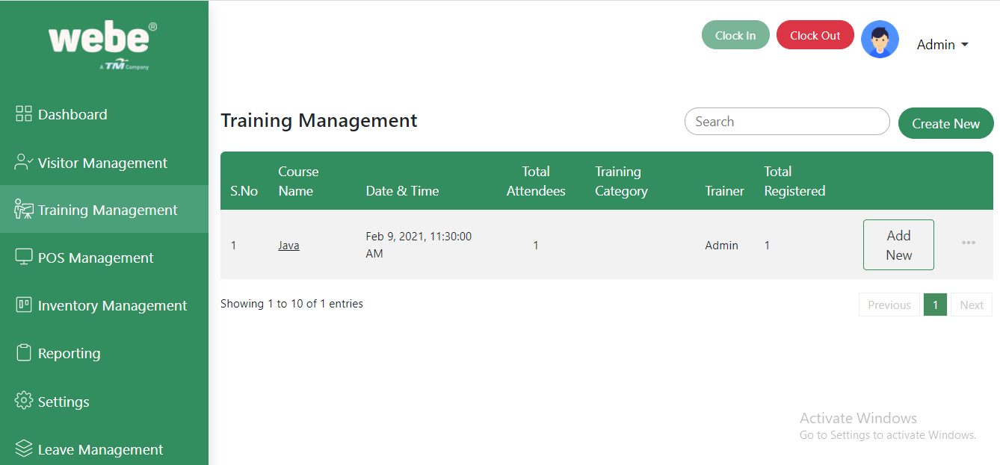 webe®
A TM Company
Clock In
Clock Out
Admin
Dashboard
Visitor Management
Training Management
POS Management
Inventory Management
Reporting
Settings
Leave Management
Training Management
Search
Create New
S.No
Course
Name
Date & Time
Total
Attendees
Training
Category
Trainer
Total
Registered
1
Java
Feb 9, 2021, 11:30:00
AM
1
Admin
1
Add
New
Showing 1 to 10 of 1 entries
Previous
1
Next
Activate Windows
Go to Settings to activate Windows.